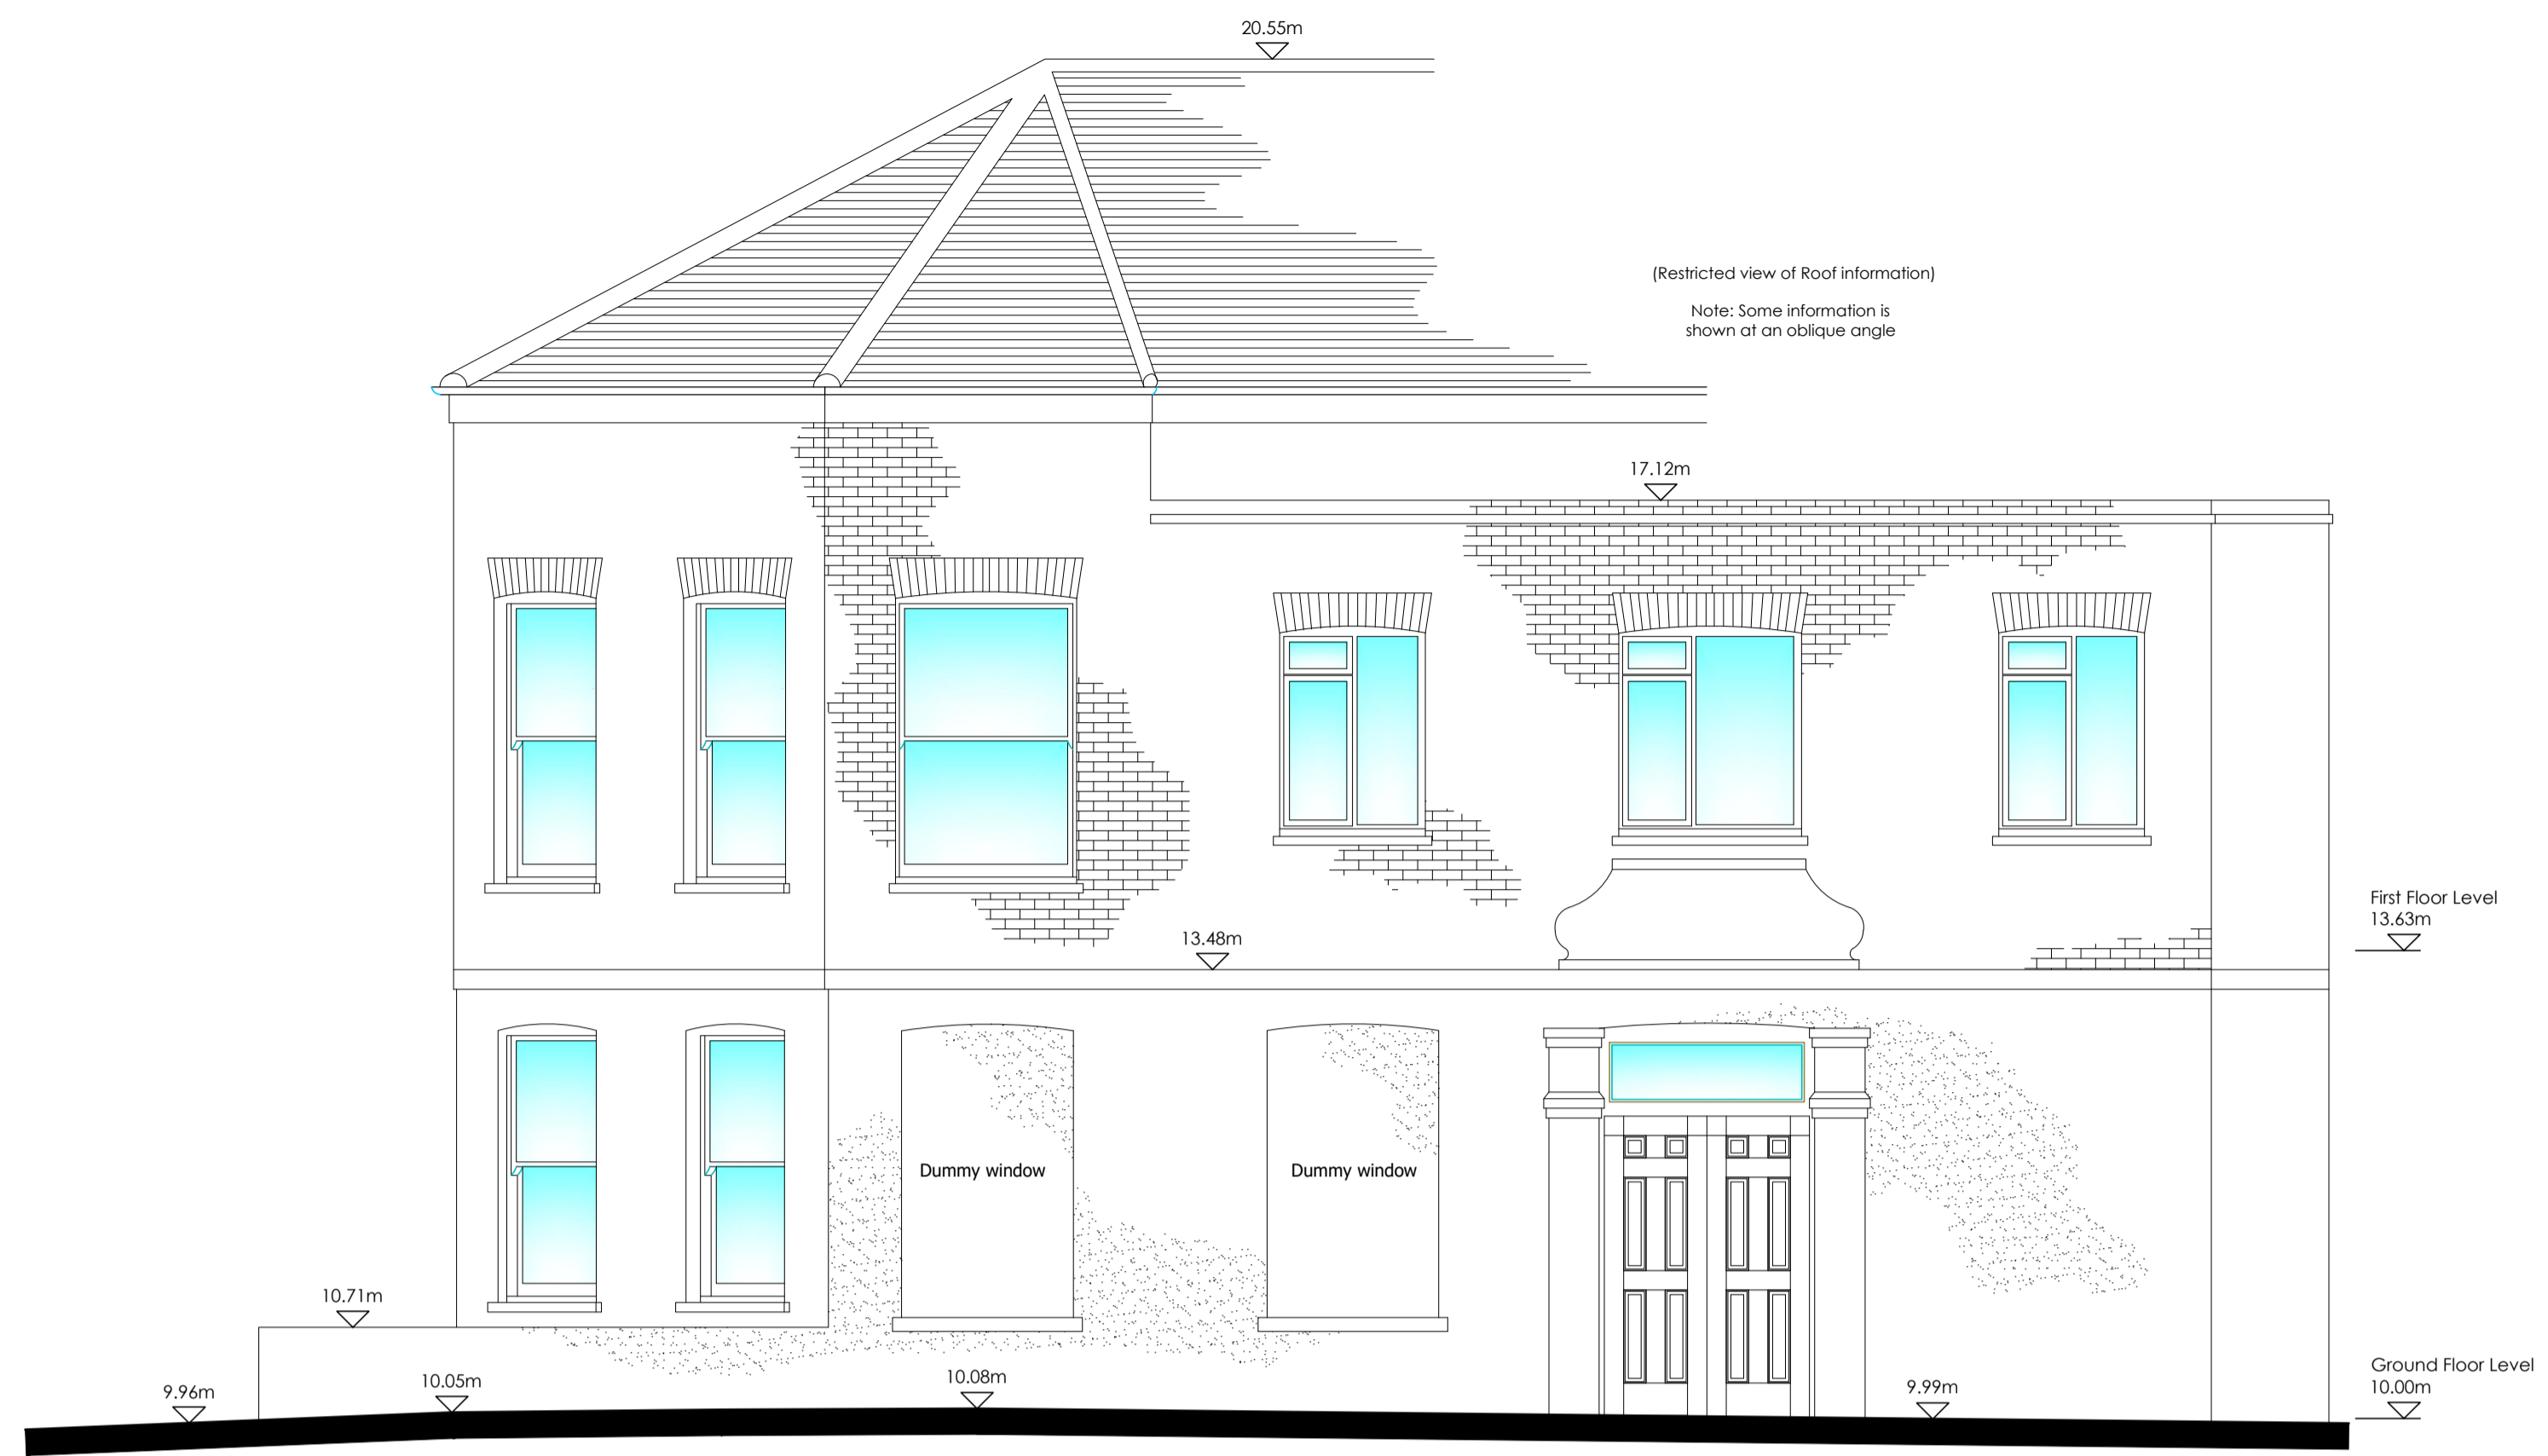 20.55m
(Restricted view of Roof information)
Note: Some information is
shown at an oblique angle
17.12m
First Floor Level
13.63m
13.48m
Dummy window
Dummy window
10.71m
Ground Floor Level
10.00m
9.96m
10.05m
10.08m
9.99m